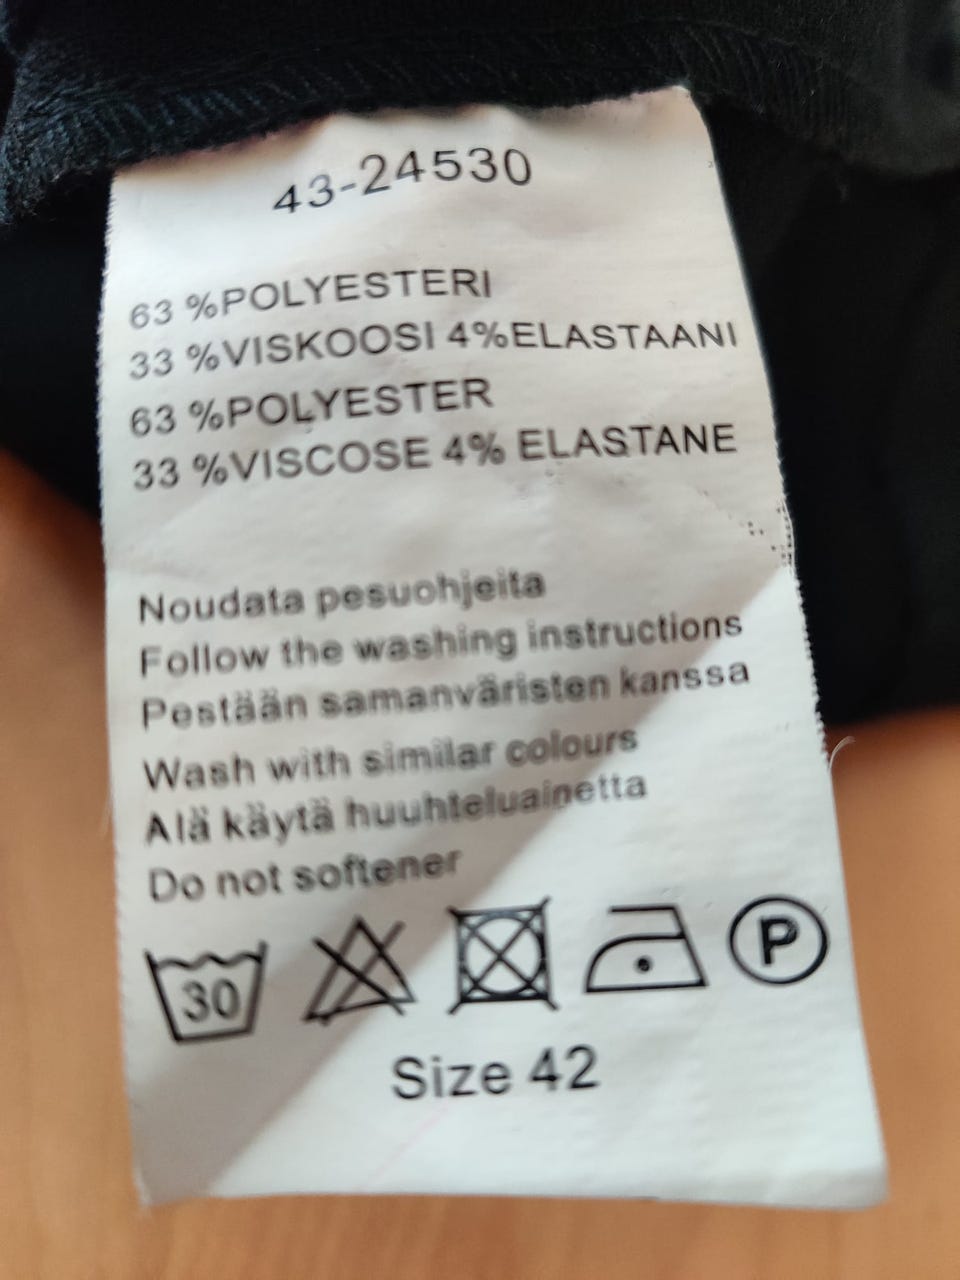 43-24530
63 %POLYESTERI
33 %VISKOOSI 4%ELASTAANI
63 %POLYESTER
33 %VISCOSE 4% ELASTANE
Noudata pesuohjeita
Follow the washing instructions
Pestään samanväristen kanssa
Wash with similar colours
Älä käytä huuhteluainetta
Do not softener
30
P
Size 42